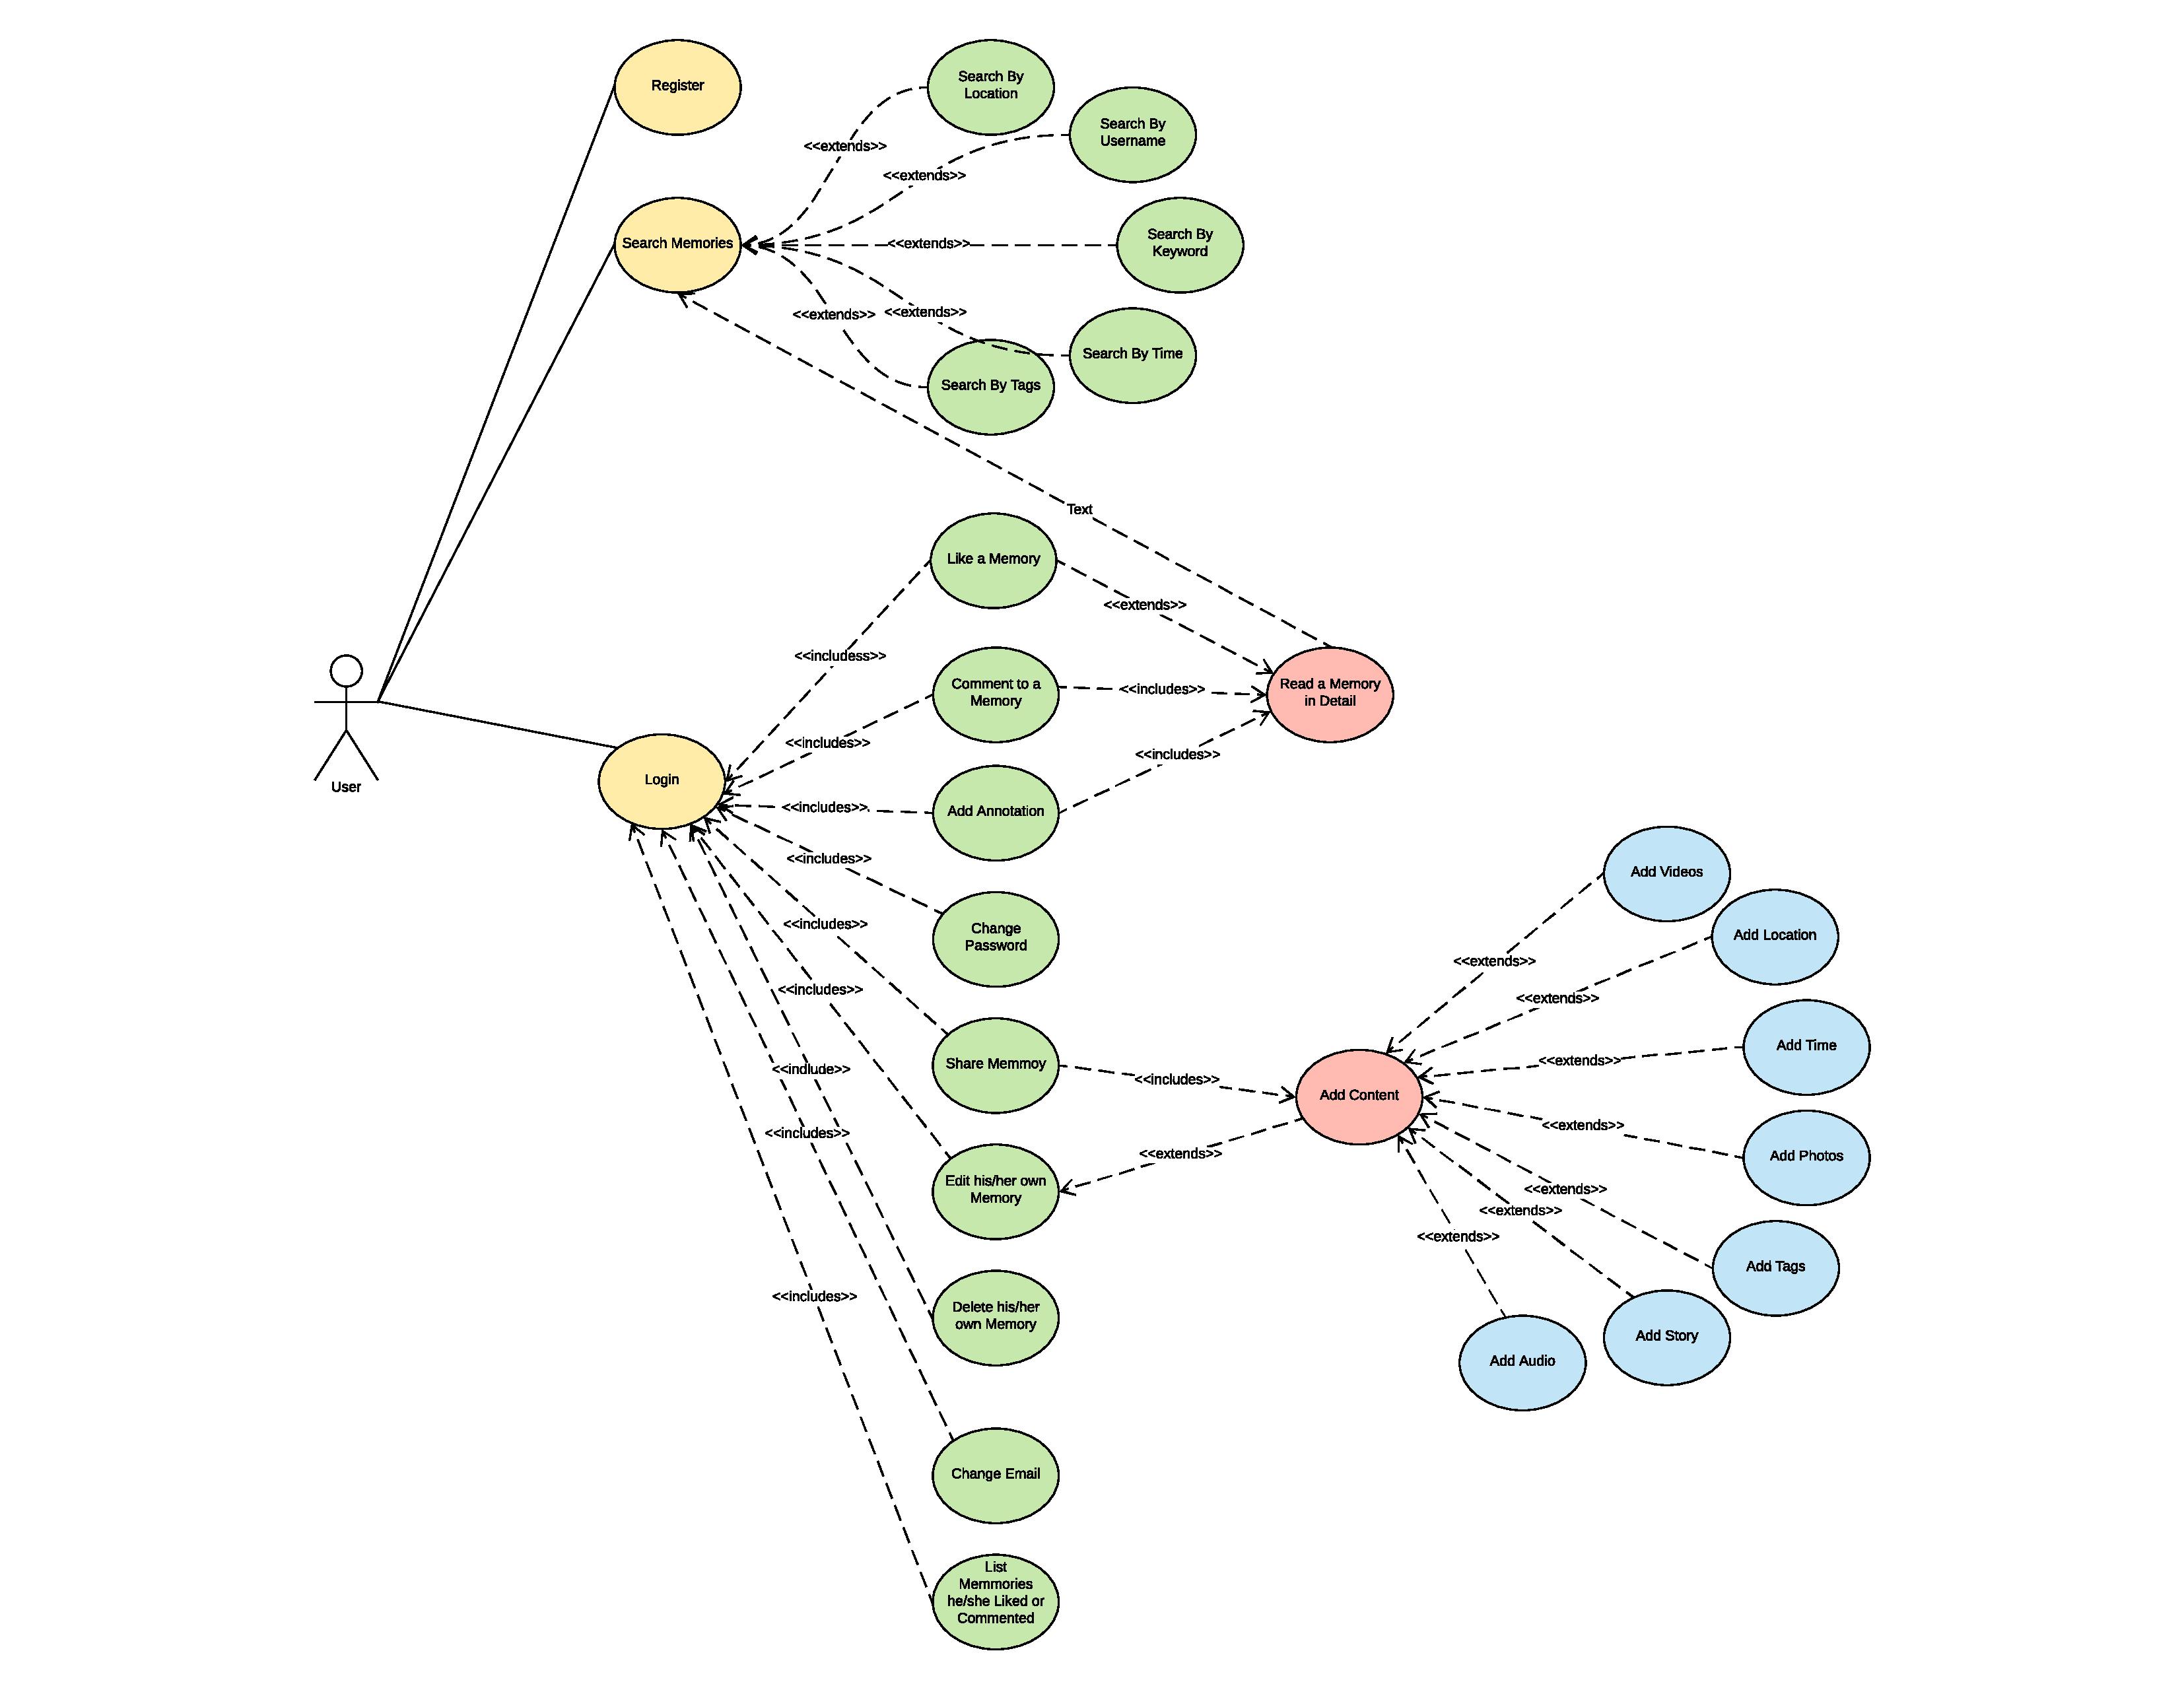 Register
Search By
Location
Search By
Username
<<extends>>
<<extends>>
Search Memories
<<extends>>
Search By
Keyword
<<extends>>
<<extends>>
Search By Time
Search By Tags
Text
Like a Memory
<<extends>>
<<includess>>
Comment to a
Memory
<<includes>>
Read a Memory
in Detail
<<includes>>
<<includes>>
User
Login
<<includes>>
Add Annotation
<<includes>>
Change
Password
<<includes>>
<<includes>>
Share Memmoy
<<includes>>
<<indlude>>
Add Content
<<includes>>
<<extends>>
Edit his/her own
Memory
Delete his/her
own Memory
<<includes>>
Change Email
List
Memmories
he/she Liked or
Commented
Add Videos
Add Location
<<extends>>
<<extends>>
Add Time
<<extends>>
<<extends>>
Add Photos
<<extends>>
<<extends>>
<<extends>>
Add Tags
Add Story
Add Audio